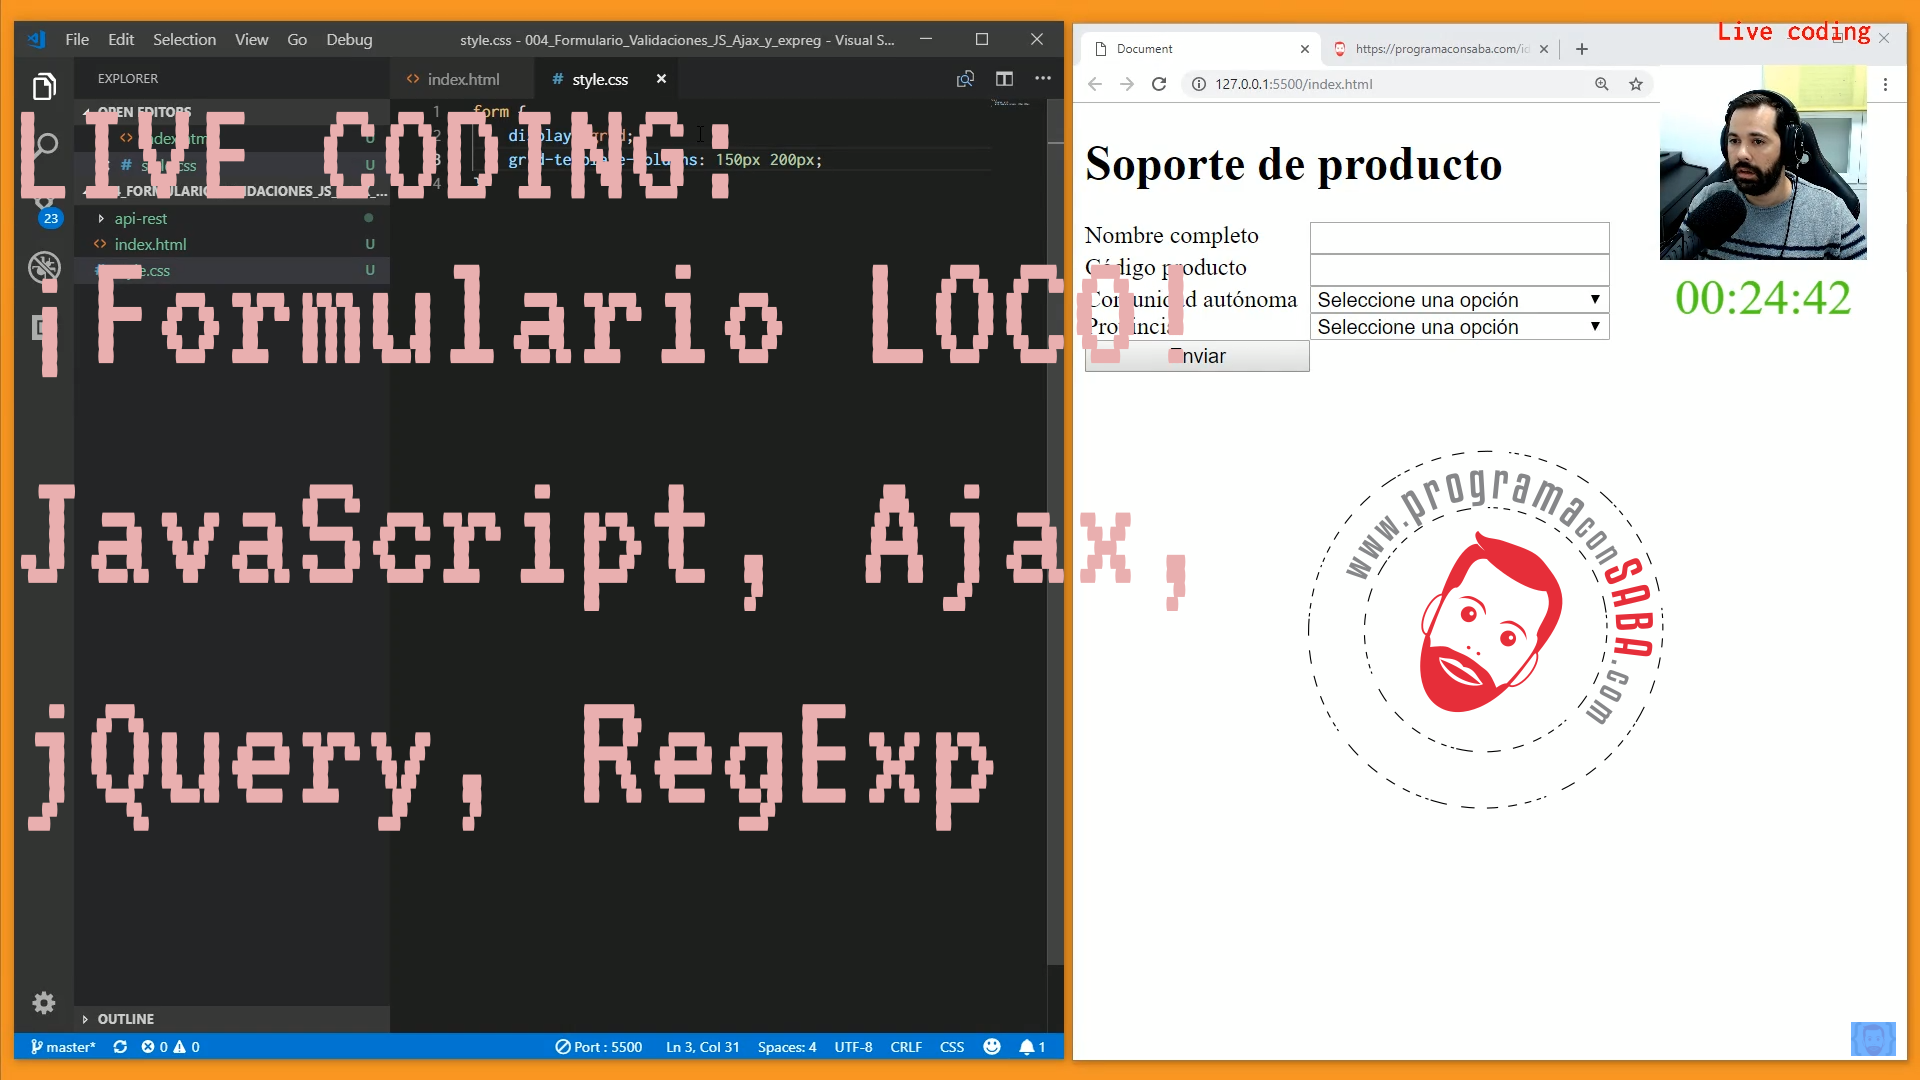 Live coding
File Edit Selection View Go Debug
style.css - 004_Formulario_Validaciones_JS_Ajax_y_expreg - Visual S...
EXPLORER
index.html
style.css
OPEN EDITORS
index.html U
style.css U
api-rest
index.html U
style.css U
23
OUTLINE
1 form {
2 display: grid;
3 grid-template-columns: 150px 200px;
4 }
LIVE CODING:
¡Formulario LOCO!
JavaScript, Ajax,
jQuery, RegExp
master* 0 0 Port : 5500 Ln 3, Col 31 Spaces: 4 UTF-8 CRLF CSS 1
Document
https://programaconsaba.com/id
127.0.0.1:5500/index.html
Soporte de producto
Nombre completo
Código producto
Comunidad autónoma Seleccione una opción
Provincia Seleccione una opción
Enviar
00:24:42
www.programaconSABA.com